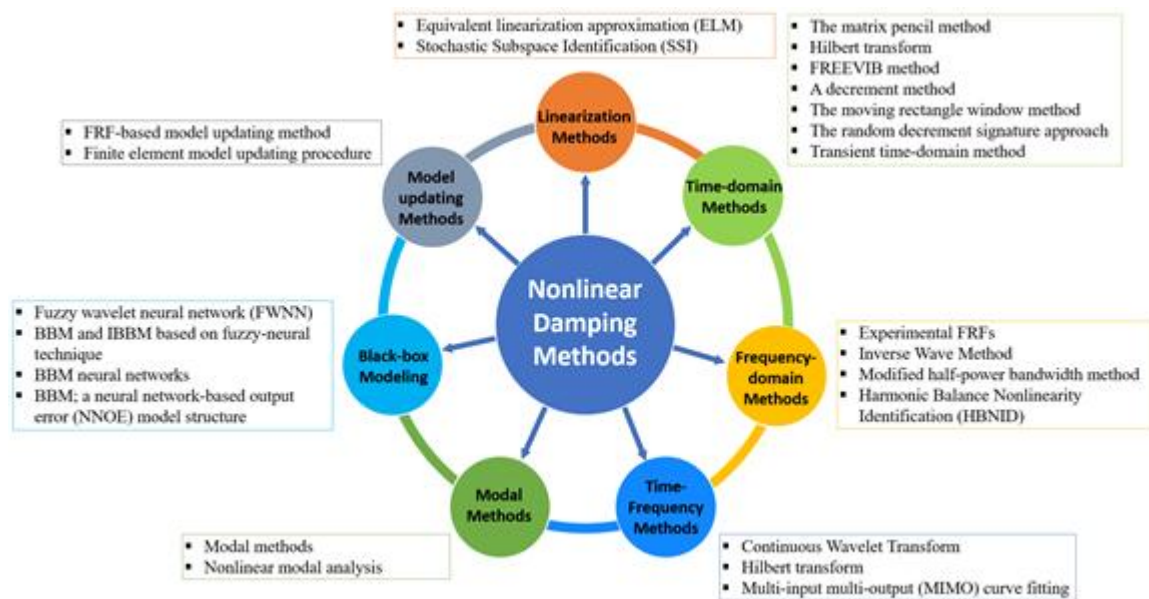 ▪ Equivalent linearization approximation (ELM)
▪ Stochastic Subspace Identification (SSI)
▪ The matrix pencil method
▪ Hilbert transform
▪ FREEVIB method
▪ A decrement method
▪ The moving rectangle window method
▪ The random decrement signature approach
▪ Transient time-domain method
▪ FRF-based model updating method
▪ Finite element model updating procedure
Linearization
Methods
Model
updating
Methods
Time-domain
Methods
Nonlinear
Damping
Methods
▪ Fuzzy wavelet neural network (FWNN)
▪ BBM and IBBM based on fuzzy-neural
technique
▪ BBM neural networks
▪ BBM; a neural network-based output
error (NNOE) model structure
Black-box
Modeling
Frequency-
domain
Methods
▪ Experimental FRFs
▪ Inverse Wave Method
▪ Modified half-power bandwidth method
▪ Harmonic Balance Nonlinearity
Identification (HBNID)
Modal
Methods
Time-
Frequency
Methods
▪ Modal methods
▪ Nonlinear modal analysis
▪ Continuous Wavelet Transform
▪ Hilbert transform
▪ Multi-input multi-output (MIMO) curve fitting